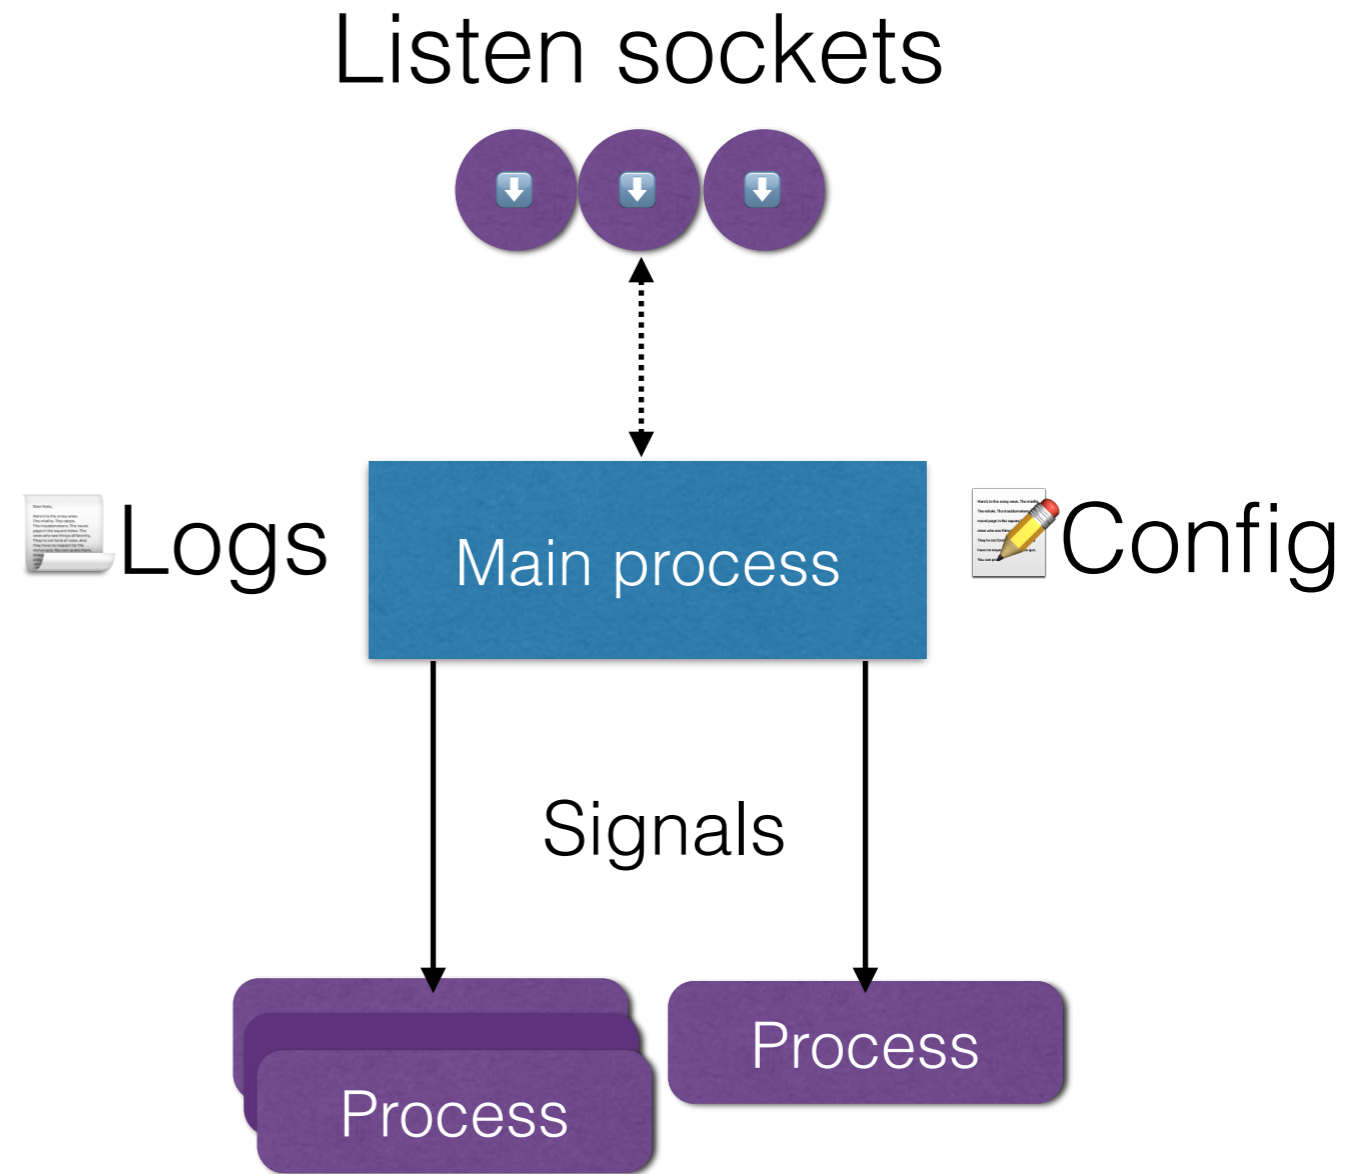 Listen sockets
Logs
Main process
Config
Signals
Process
Process